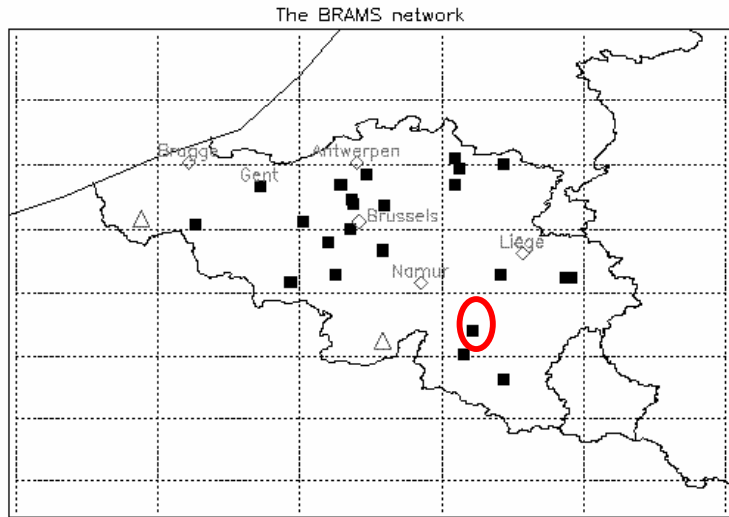 The BRAMS network
Brugge
Antwerpen
Gent
Brussels
Liège
Namur